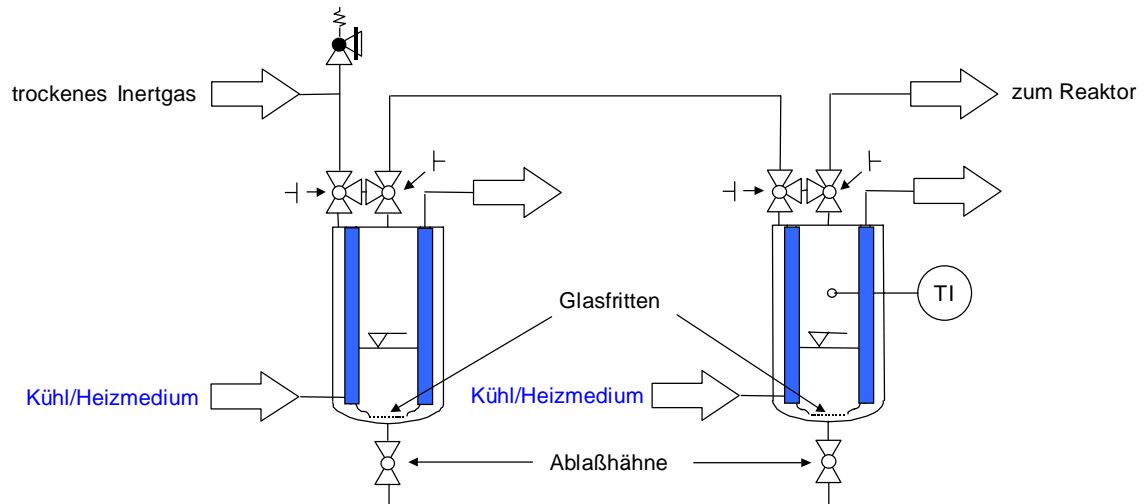 trockenes Inertgas
zum Reaktor
TI
Glasfritten
Kühl/Heizmedium
Kühl/Heizmedium
Ablaßhähne